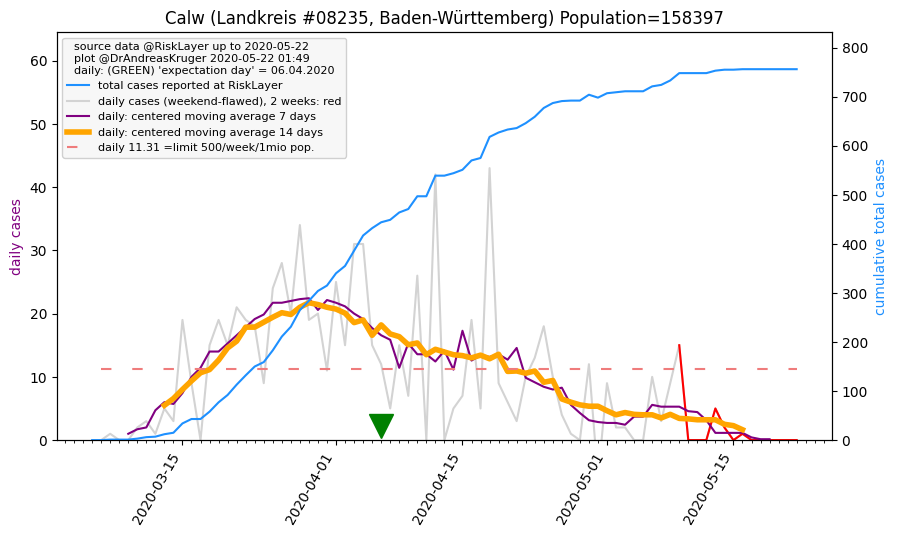 Calw (Landkreis #08235, Baden-Württemberg) Population=158397
source data @RiskLayer up to 2020-05-22
plot @DrAndreasKruger 2020-05-22 01:49
daily: (GREEN) 'expectation day' = 06.04.2020
total cases reported at RiskLayer
daily cases (weekend-flawed), 2 weeks: red
daily: centered moving average 7 days
daily: centered moving average 14 days
daily 11.31 =limit 500/week/1mio pop.
daily cases
60
50
40
30
20
10
0
800
700
600
500
400
300
200
100
0
cumulative total cases
2020-03-15
2020-04-01
2020-04-15
2020-05-01
2020-05-15